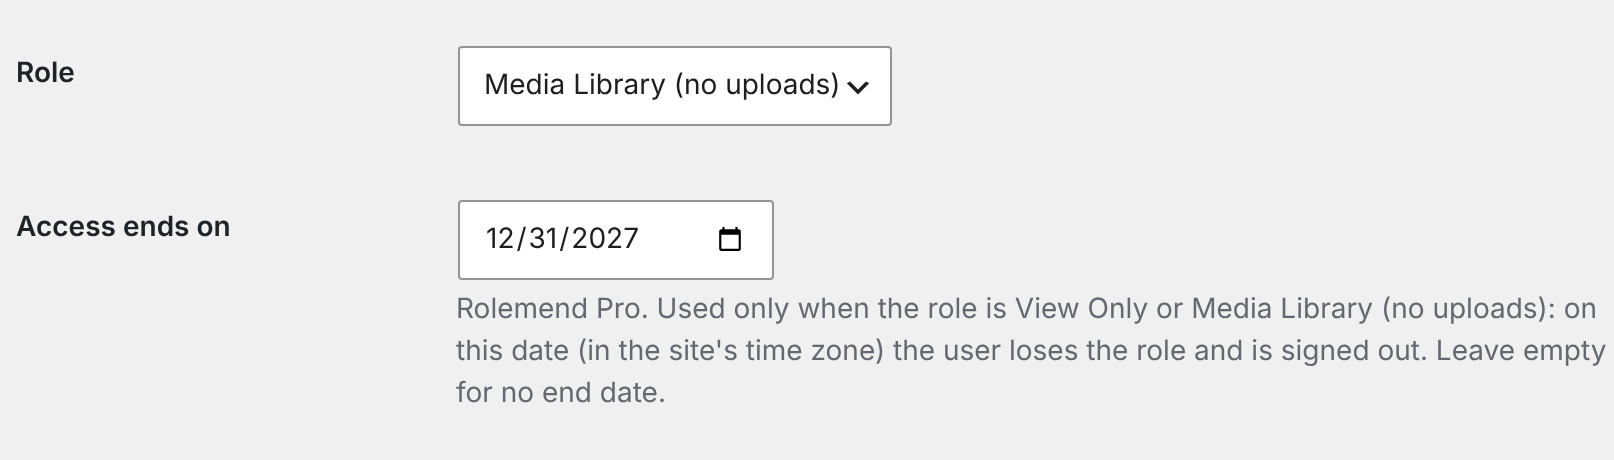 Role
Media Library (no uploads)
Access ends on
12/31/2027
Rolemend Pro. Used only when the role is View Only or Media Library (no uploads): on
this date (in the site's time zone) the user loses the role and is signed out. Leave empty
for no end date.